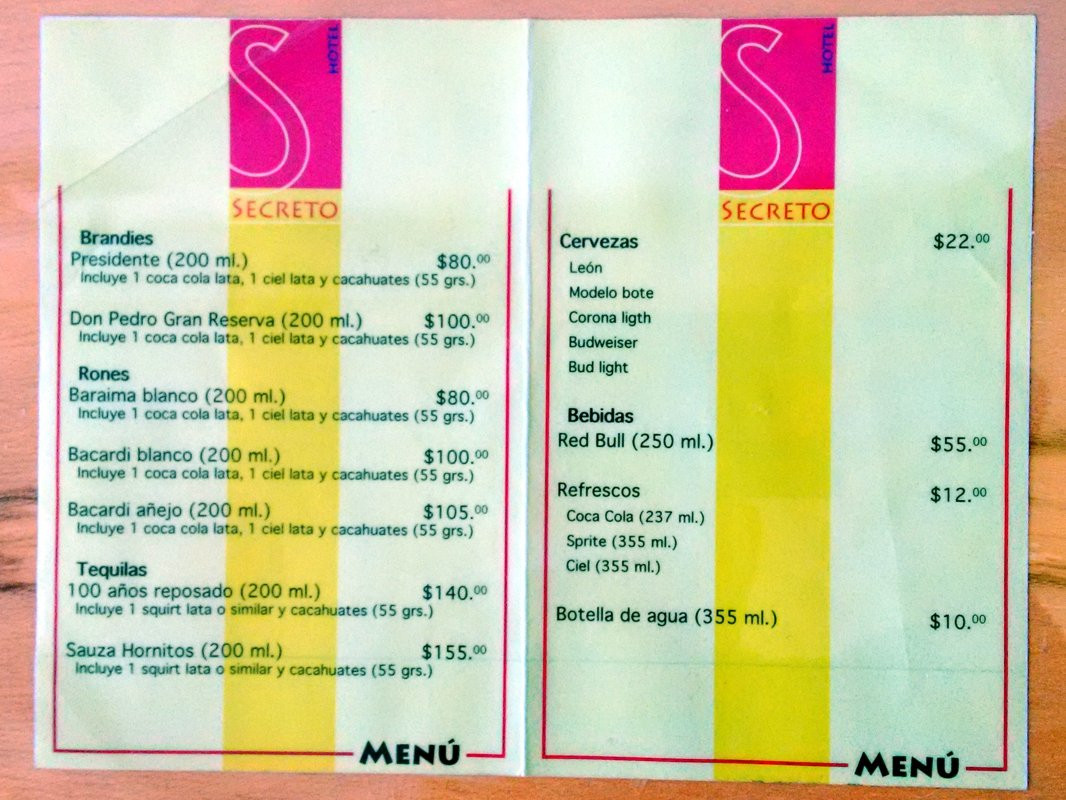 S
HOTEL
SECRETO
Brandies
Presidente (200 ml.) $80.00
Incluye 1 coca cola lata, 1 ciel lata y cacahuates (55 grs.)
Don Pedro Gran Reserva (200 ml.) $100.00
Incluye 1 coca cola lata, 1 ciel lata y cacahuates (55 grs.)
Rones
Baraima blanco (200 ml.) $80.00
Incluye 1 coca cola lata, 1 ciel lata y cacahuates (55 grs.)
Bacardi blanco (200 ml.) $100.00
Incluye 1 coca cola lata, 1 ciel lata y cacahuates (55 grs.)
Bacardi añejo (200 ml.) $105.00
Incluye 1 coca cola lata, 1 ciel lata y cacahuates (55 grs.)
Tequilas
100 años reposado (200 ml.) $140.00
Incluye 1 squirt lata o similar y cacahuates (55 grs.)
Sauza Hornitos (200 ml.) $155.00
Incluye 1 squirt lata o similar y cacahuates (55 grs.)
MENÚ
S
HOTEL
SECRETO
Cervezas $22.00
León
Modelo bote
Corona ligth
Budweiser
Bud light
Bebidas
Red Bull (250 ml.) $55.00
Refrescos $12.00
Coca Cola (237 ml.)
Sprite (355 ml.)
Ciel (355 ml.)
Botella de agua (355 ml.) $10.00
MENÚ